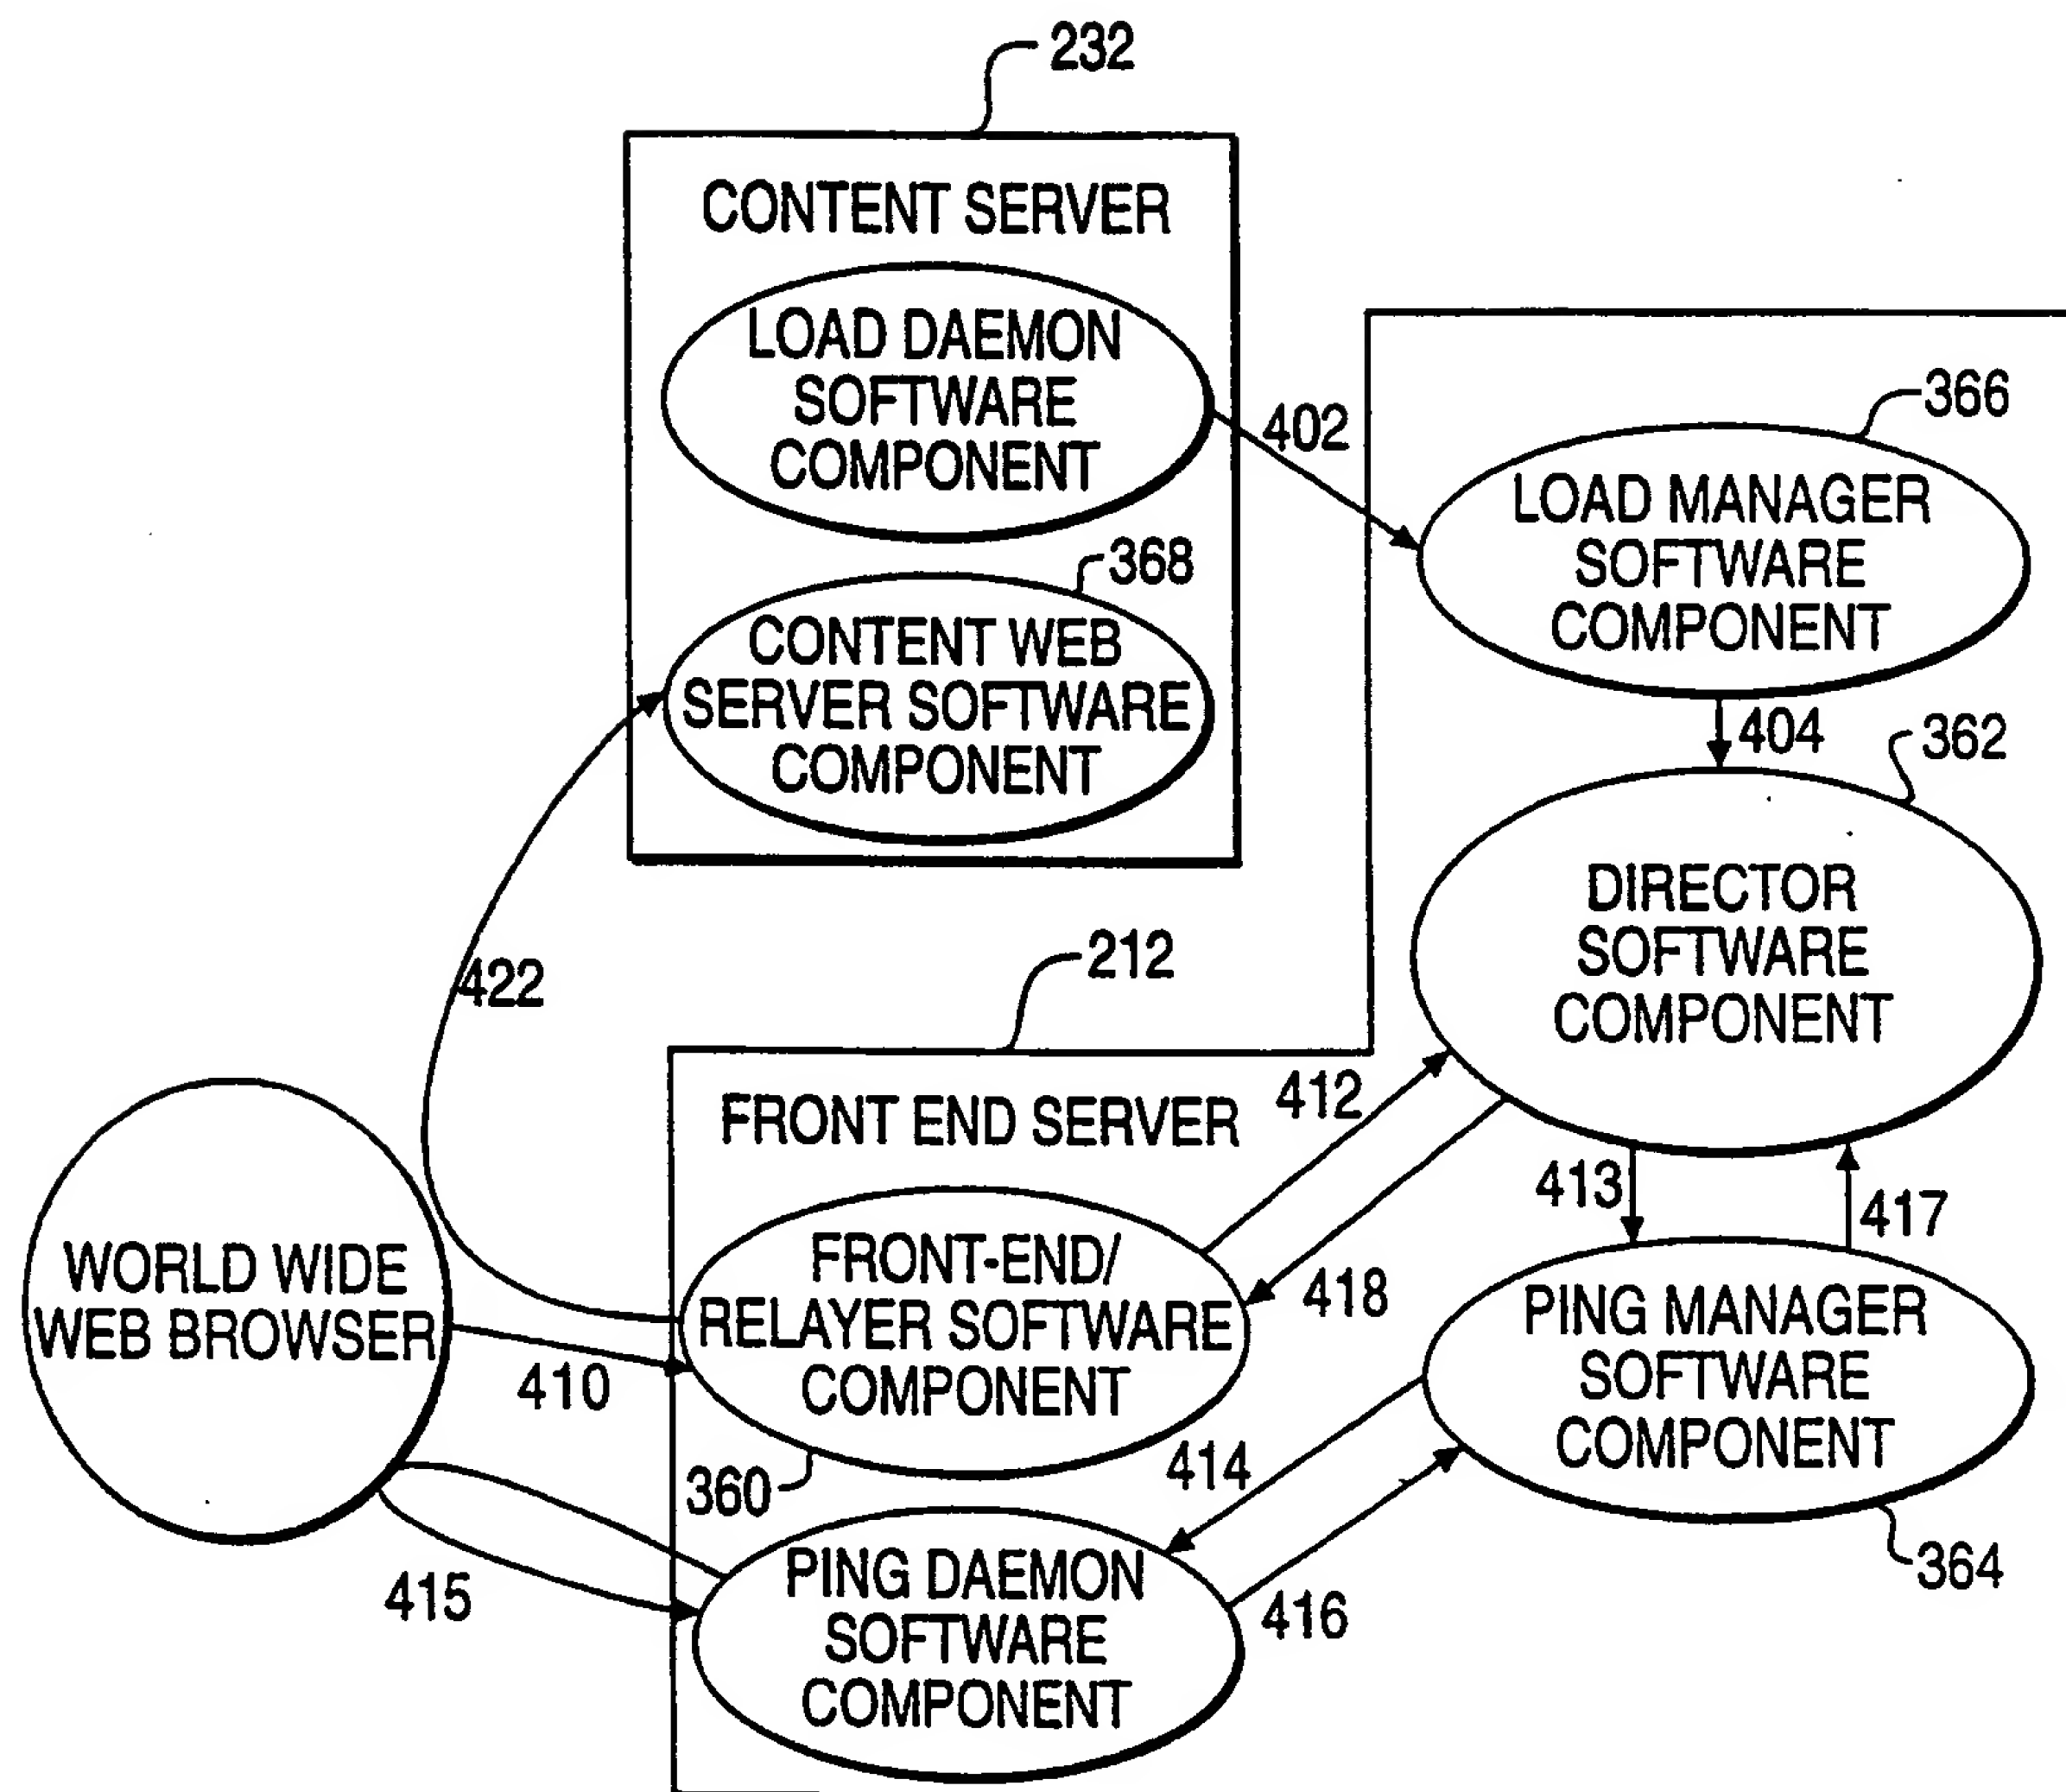 232
CONTENT SERVER
LOAD DAEMON
SOFTWARE
COMPONENT
402
366
LOAD MANAGER
SOFTWARE
COMPONENT
368
CONTENT WEB
SERVER SOFTWARE
COMPONENT
404
362
DIRECTOR
SOFTWARE
COMPONENT
422
212
FRONT END SERVER
412
413
417
WORLD WIDE
WEB BROWSER
410
FRONT-END/
RELAYER SOFTWARE
COMPONENT
418
PING MANAGER
SOFTWARE
COMPONENT
360
414
364
415
PING DAEMON
SOFTWARE
COMPONENT
416